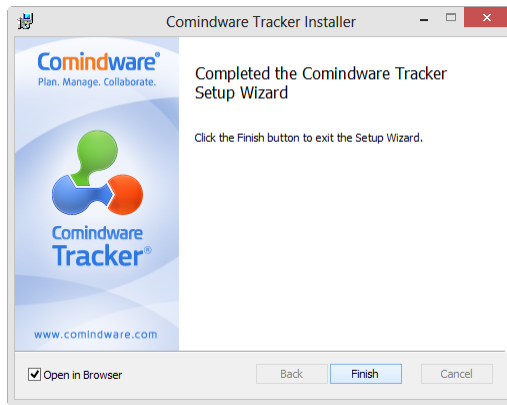 Comindware Tracker Installer
Comindware®
Plan. Manage. Collaborate.
Comindware
Tracker®
www.comindware.com
Completed the Comindware Tracker
Setup Wizard
Click the Finish button to exit the Setup Wizard.
Open in Browser
Back
Finish
Cancel